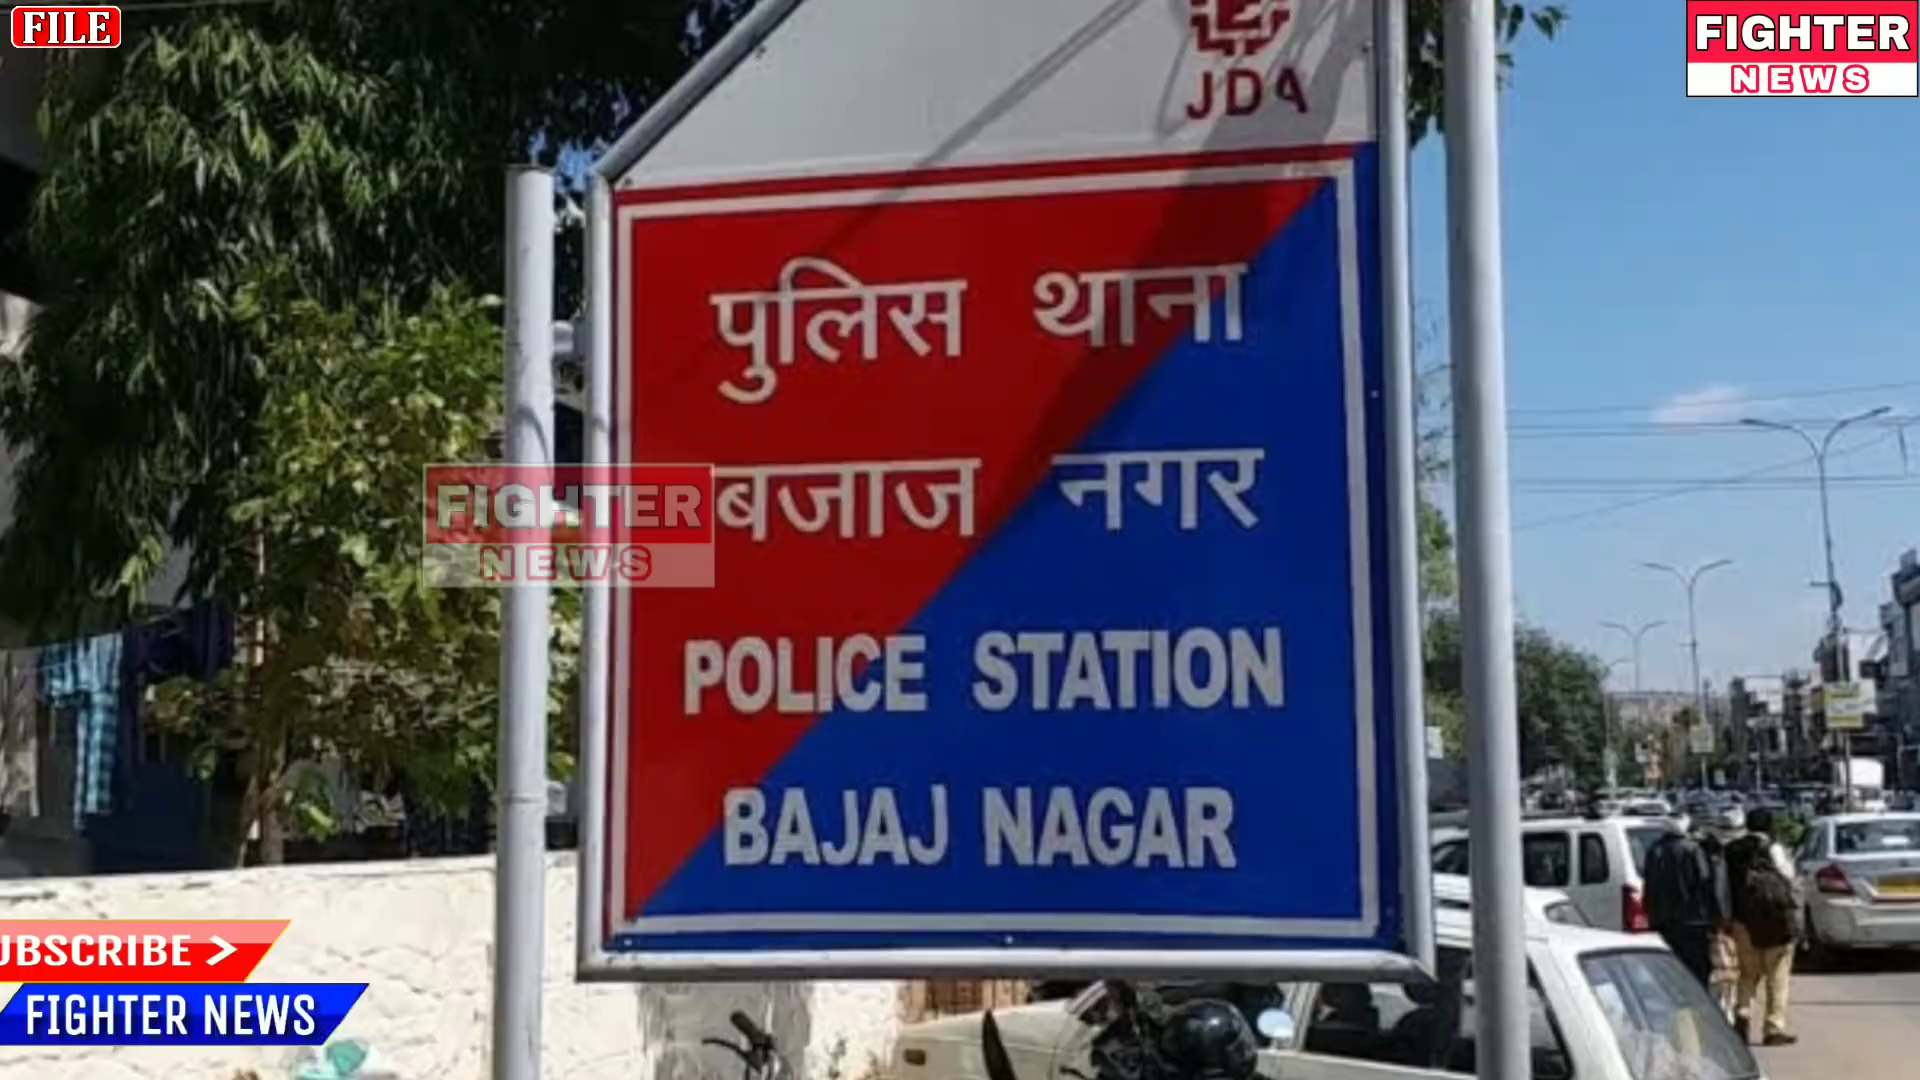 FILE
FIGHTER
NEWS
JDA
पुलिस थाना
बजाज नगर
FIGHTER
NEWS
POLICE STATION
BAJAJ NAGAR
UBSCRIBE >
FIGHTER NEWS